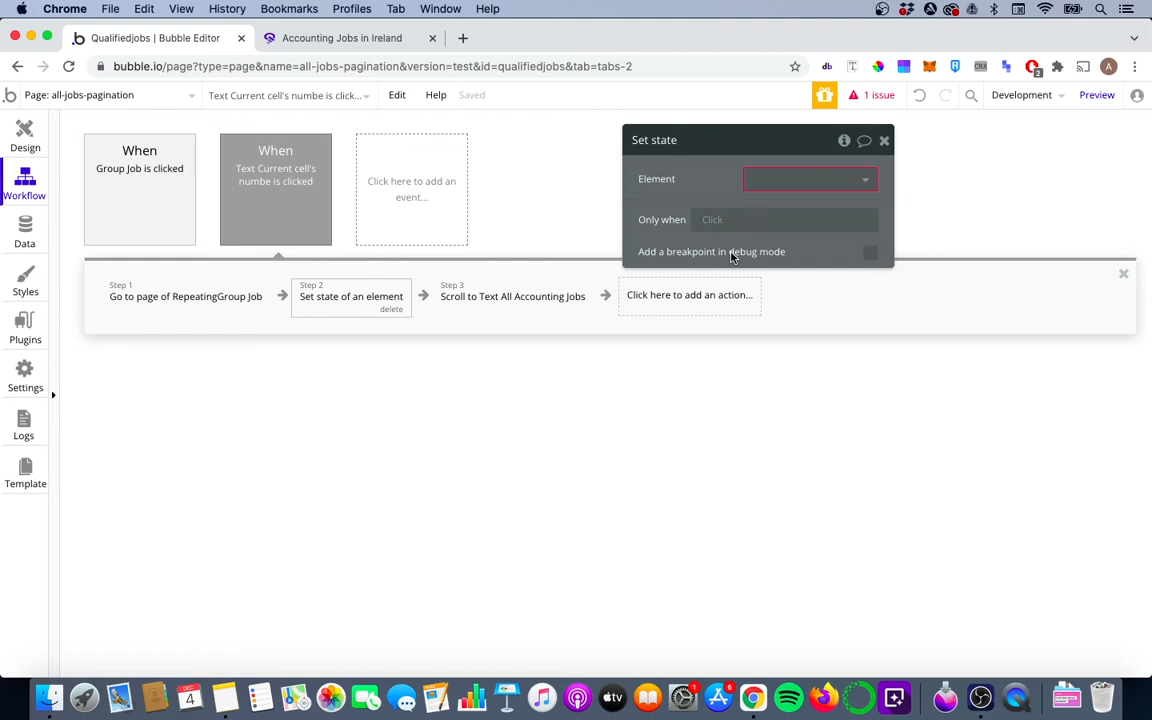 Chrome File Edit View History Bookmarks Profiles Tab Window Help
Qualifiedjobs | Bubble Editor
Accounting Jobs in Ireland
bubble.io/page?type=page&name=all-jobs-pagination&version=test&id=qualifiedjobs&tab=tabs-2
Page: all-jobs-pagination
Text Current cell's numbe is click...
Edit
Help
Saved
1 issue
Development
Preview
Design
Workflow
Data
Styles
Plugins
Settings
Logs
Template
When
Group Job is clicked
When
Text Current cell's
numbe is clicked
Click here to add an
event...
Set state
Element
Only when
Click
Add a breakpoint in debug mode
Step 1
Go to page of RepeatingGroup Job
Step 2
Set state of an element
delete
Step 3
Scroll to Text All Accounting Jobs
Click here to add an action...